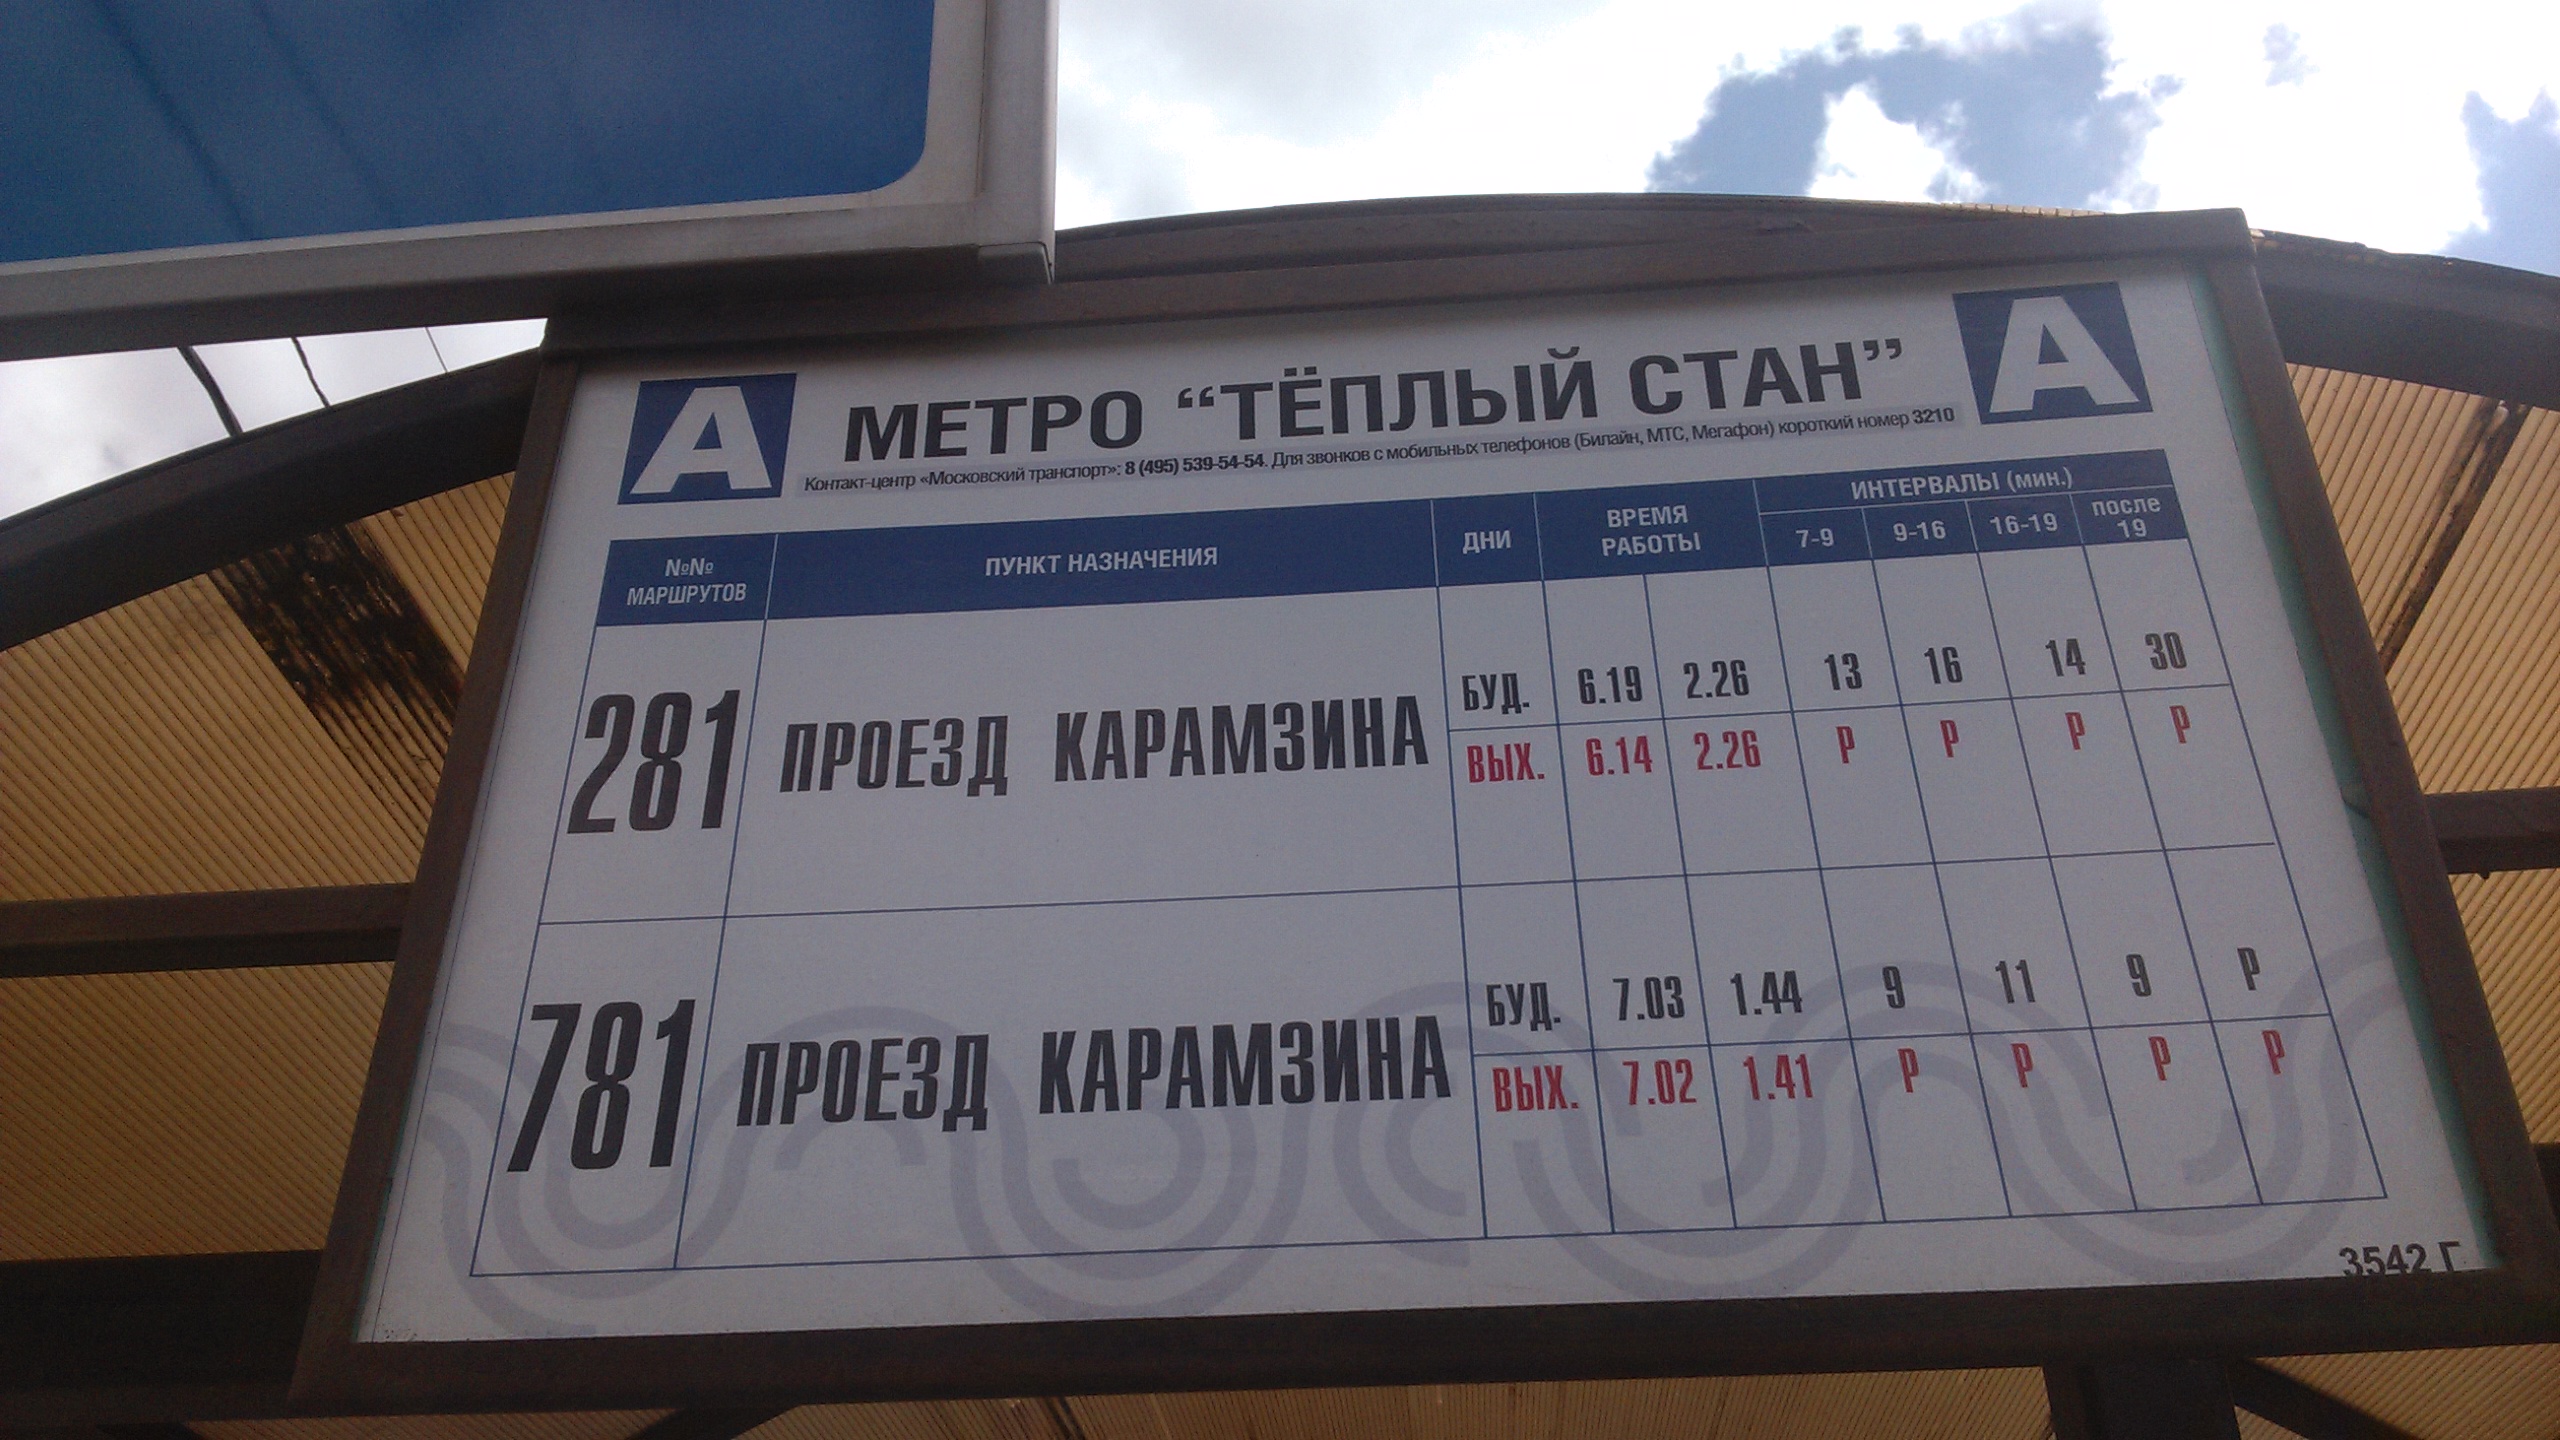 А МЕТРО “ТЁПЛЫЙ СТАН” А
Контакт-центр «Московский транспорт»: 8 (495) 539-54-54. Для звонков с мобильных телефонов (Билайн, МТС, Мегафон) короткий номер 3210
№№ МАРШРУТОВ ПУНКТ НАЗНАЧЕНИЯ ДНИ ВРЕМЯ РАБОТЫ ИНТЕРВАЛЫ (мин.)
7-9 9-16 16-19 после 19
281 ПРОЕЗД КАРАМЗИНА БУД. 6.19 2.26 13 16 14 30
ВЫХ. 6.14 2.26 Р Р Р Р
781 ПРОЕЗД КАРАМЗИНА БУД. 7.03 1.44 9 11 9 Р
ВЫХ. 7.02 1.41 Р Р Р Р
3542 Г